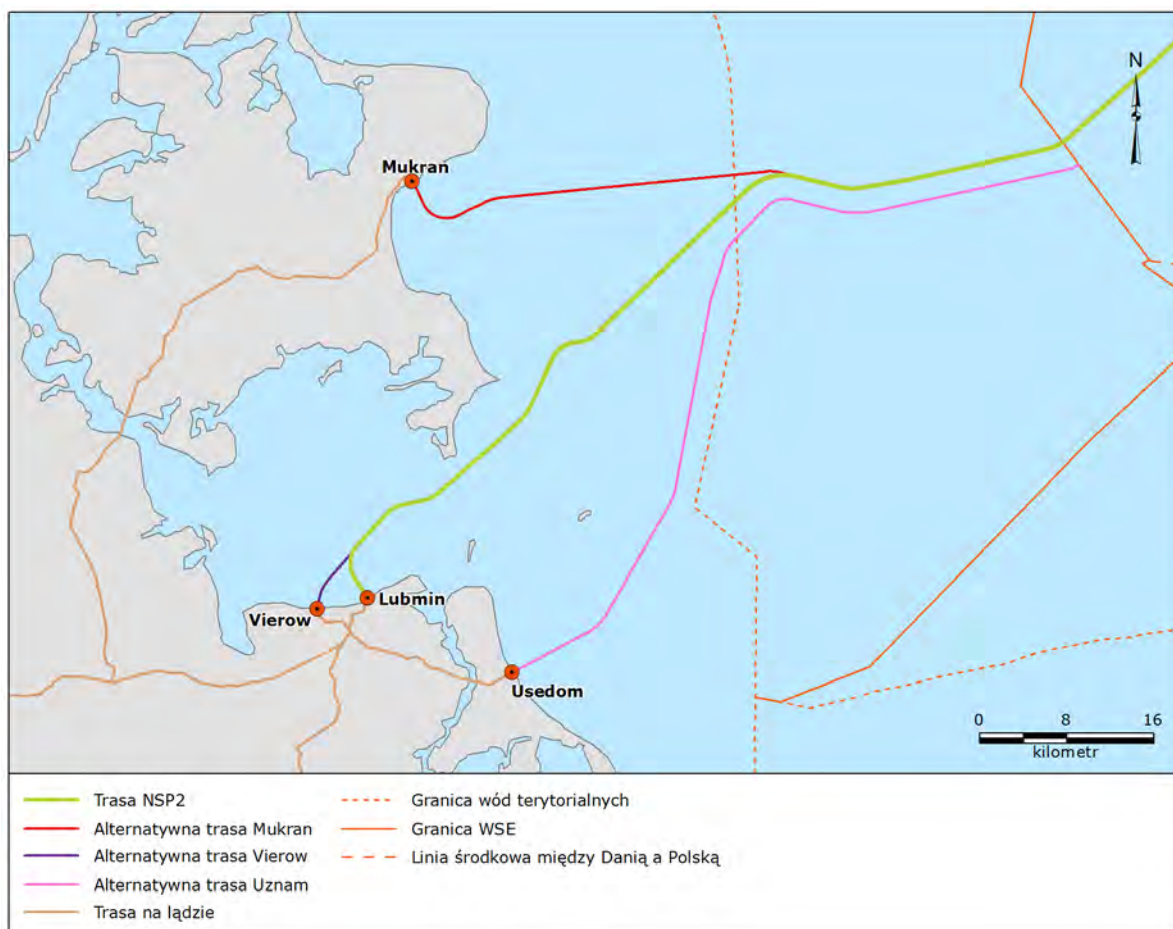 N
Mukran
Lubmin
Vierow
Usedom
0 8 16
kilometr
Trasa NSP2
Alternatywna trasa Mukran
Alternatywna trasa Vierow
Alternatywna trasa Uznam
Trasa na lądzie
Granica wód terytorialnych
Granica WSE
Linia środkowa między Danią a Polską